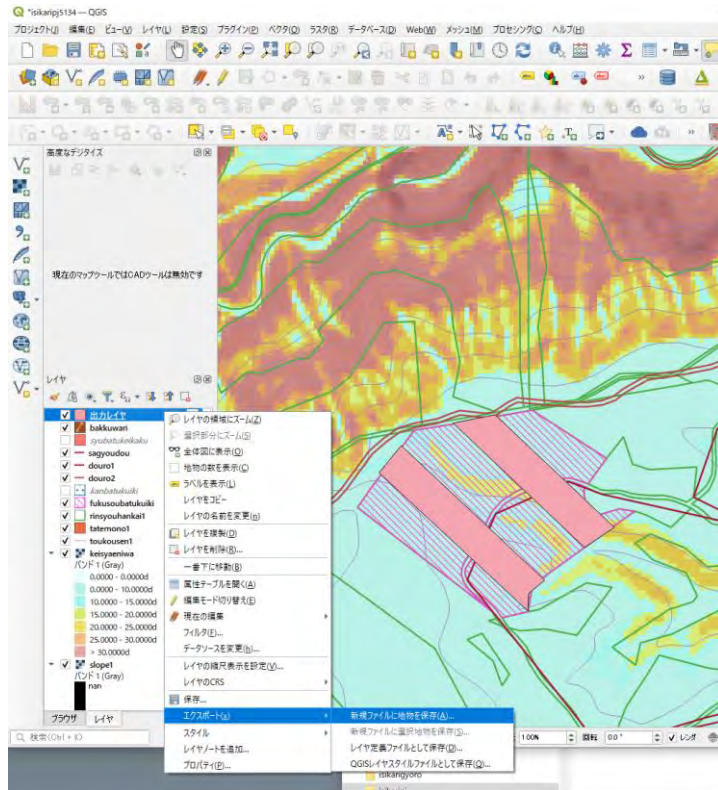 *isikaripj5134 — QGIS
プロジェクト(J) 編集(E) ビュー(V) レイヤ(L) 設定(S) プラグイン(P) ベクタ(O) ラスタ(R) データベース(D) Web(W) メッシュ(M) プロセシング(C) ヘルプ(H)
高度なデジタイズ
現在のマップツールではCADツールは無効です
レイヤ
出力レイヤ
bakkuwari
syubatukeikaku
sagyoudou
douro1
douro2
kanbatukuiki
fukusoubatukuiki
rinsyouhankai1
tatemono1
toukousen1
keisyaeniwa
バンド 1 (Gray)
0.0000 - 0.0000d
0.0000 - 10.0000d
10.0000 - 15.0000d
15.0000 - 20.0000d
20.0000 - 25.0000d
25.0000 - 30.0000d
> 30.0000d
slope1
バンド 1 (Gray)
nan
ブラウザ レイヤ
検索(Ctrl + K)
レイヤの領域にズーム(Z)
選択部分にズーム(S)
全体図に表示(O)
地物の数を表示(C)
ラベルを表示(L)
レイヤをコピー
レイヤの名前を変更(n)
レイヤを複製(D)
レイヤを削除(R)...
一番下に移動(B)
属性テーブルを開く(A)
編集モード切り替え(E)
現在の編集
フィルタ(F)...
データソースを変更(h)...
レイヤの縮尺表示を設定(V)...
レイヤのCRS
保存...
エクスポート(x)
スタイル
レイヤノートを追加...
プロパティ(P)...
新規ファイルに地物を保存(A)...
新規ファイルに選択地物を保存(S)...
レイヤ定義ファイルとして保存(D)...
QGISレイヤスタイルファイルとして保存(Q)...
100%
回転 0.0 °
レンダ
isikangyoro